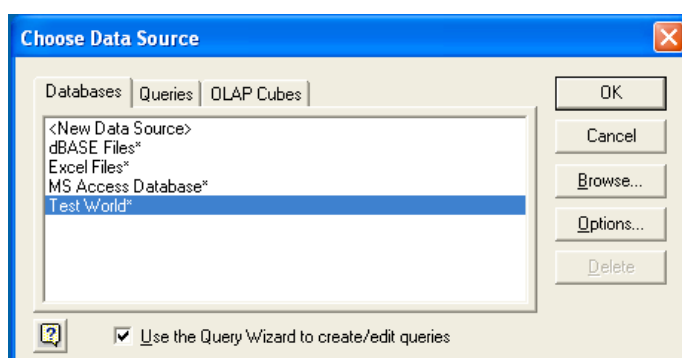 Choose Data Source
Databases Queries OLAP Cubes
<New Data Source>
dBASE Files*
Excel Files*
MS Access Database*
Test World*
OK
Cancel
Browse...
Options...
Delete
Use the Query Wizard to create/edit queries